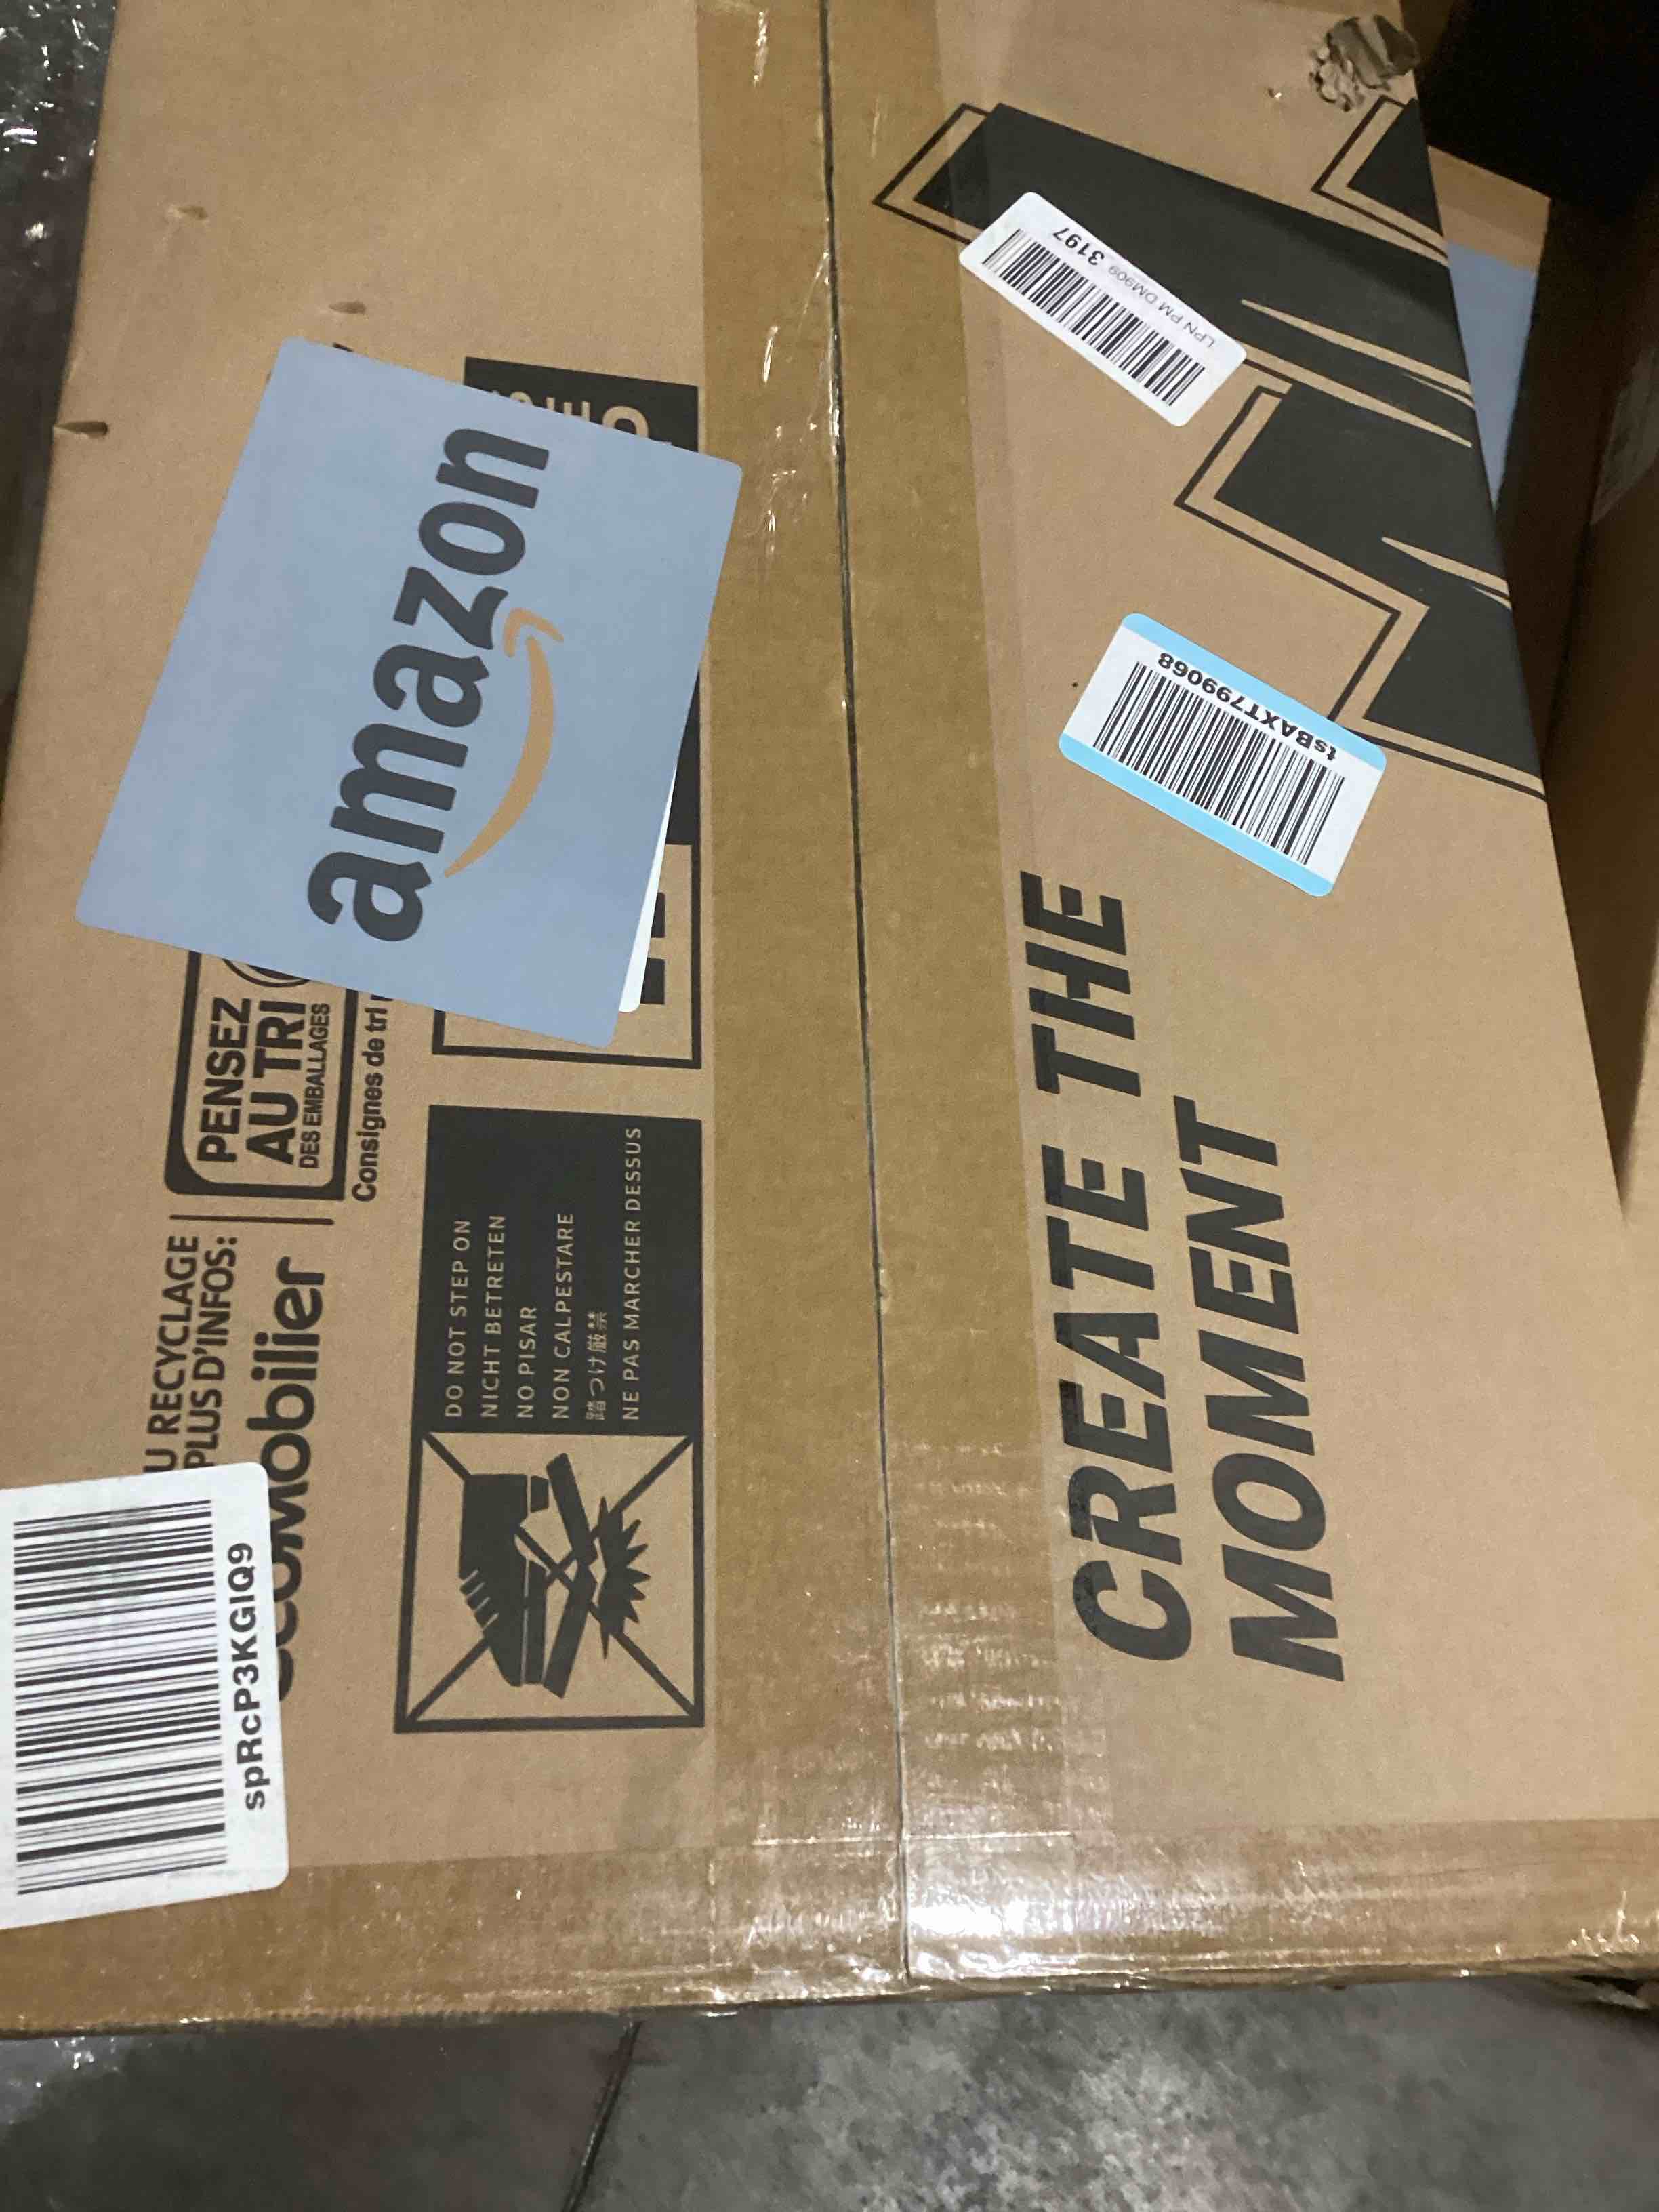 amazon
U RECYCLAGE
PLUS D'INFOS:
PENSEZ
AU TRI
DES EMBALLAGES
Consignes de tri
DO NOT STEP ON
NICHT BETRETEN
NO PISAR
NON CALPESTARE
踏つけ厳禁
NE PAS MARCHER DESSUS
spRcP3KGIQ9
LPN PM DM909 3197
tsBAXT799068
CREATE THE
MOMENT